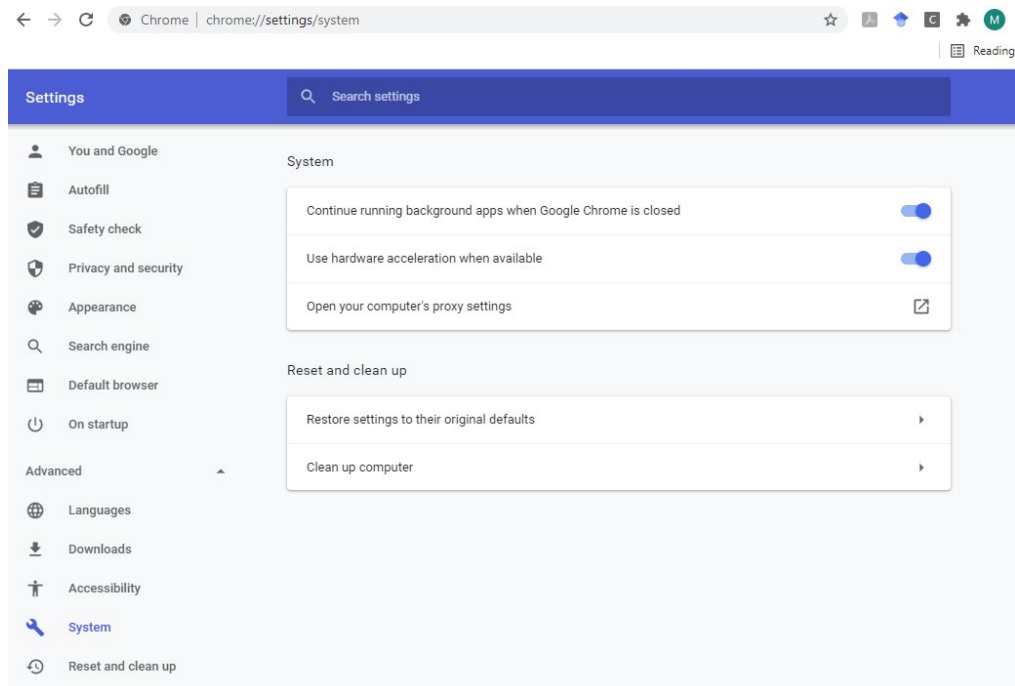 Chrome | chrome://settings/system
C
M
Reading
Settings
Search settings
You and Google
Autofill
Safety check
Privacy and security
Appearance
Search engine
Default browser
On startup
Advanced
Languages
Downloads
Accessibility
System
Reset and clean up
System
Continue running background apps when Google Chrome is closed
Use hardware acceleration when available
Open your computer's proxy settings
Reset and clean up
Restore settings to their original defaults
Clean up computer